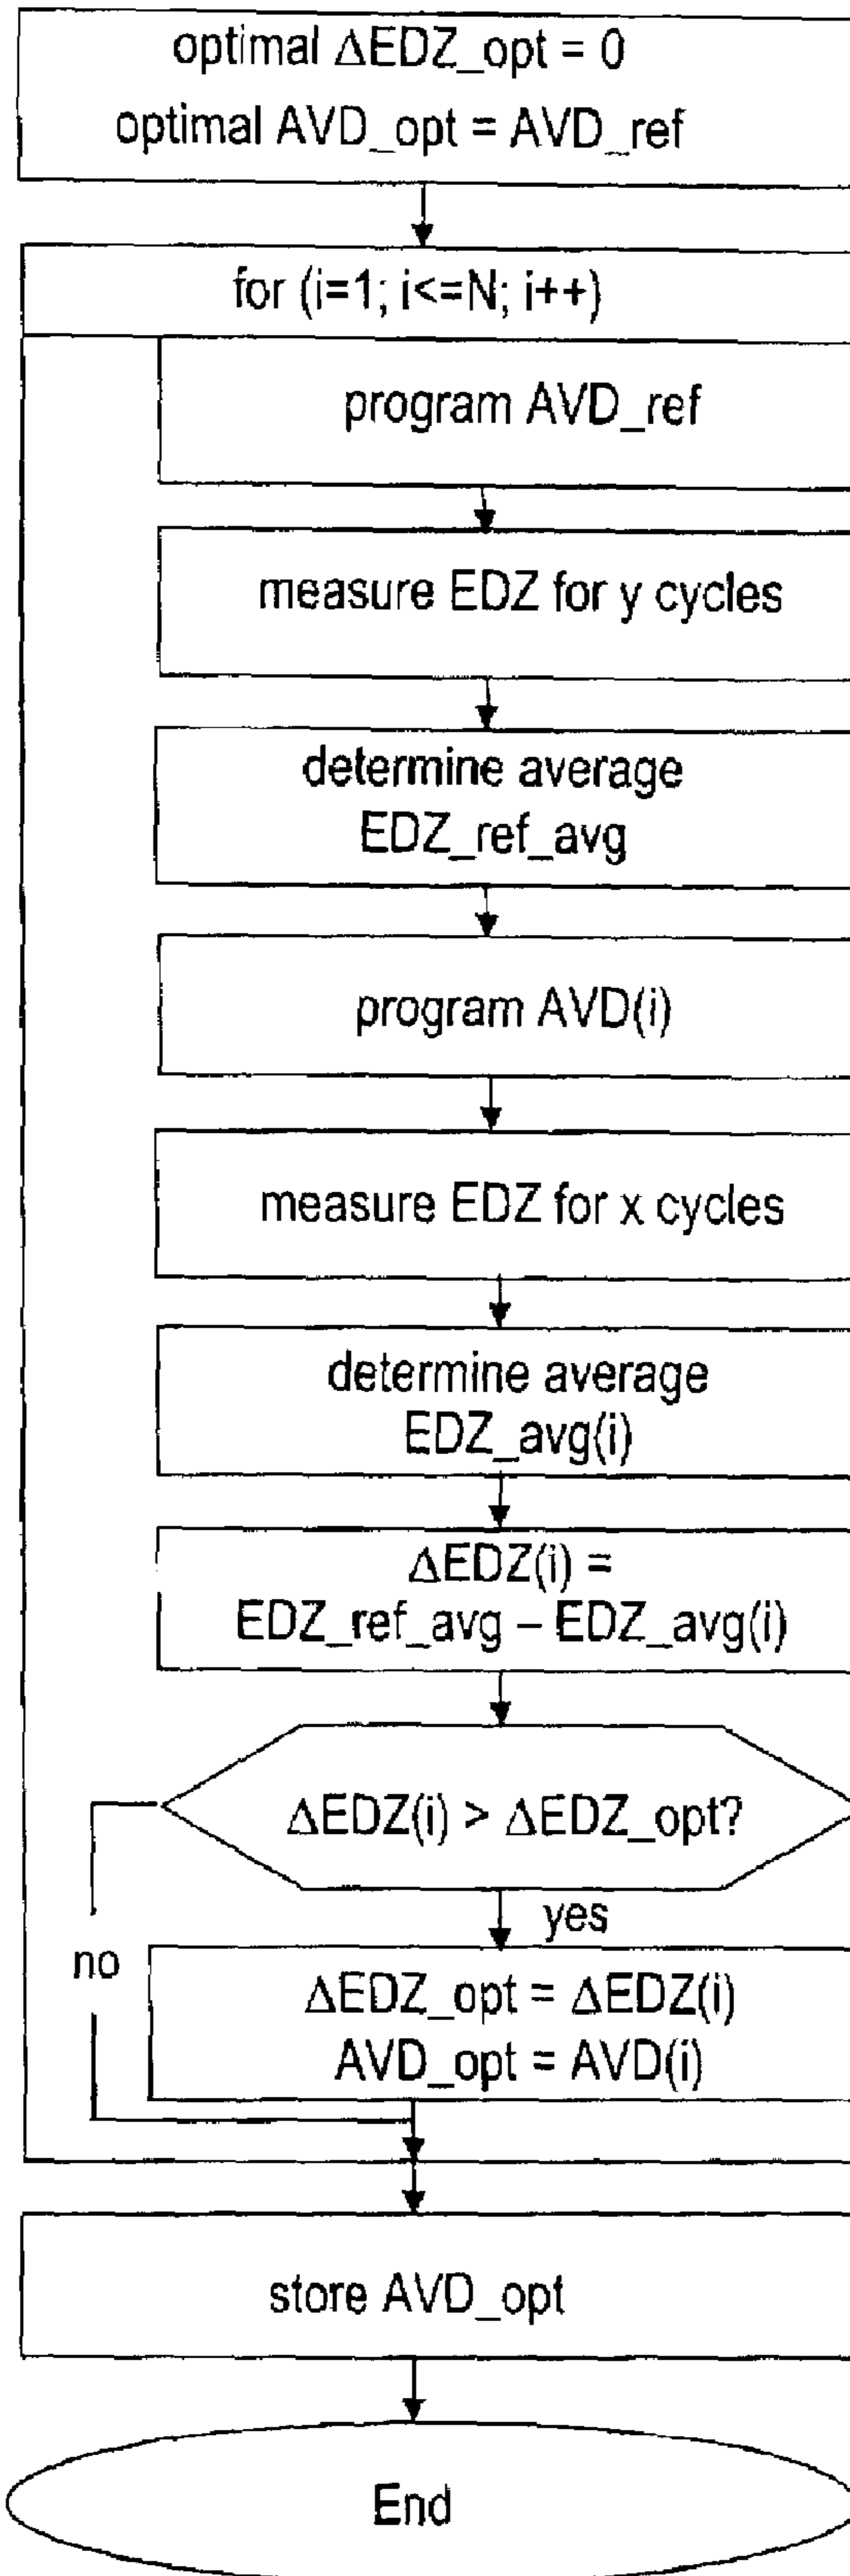 optimal ΔEDZ_opt = 0
optimal AVD_opt = AVD_ref
for (i=1; i<=N; i++)
program AVD_ref
measure EDZ for y cycles
determine average
EDZ_ref_avg
program AVD(i)
measure EDZ for x cycles
determine average
EDZ_avg(i)
ΔEDZ(i) =
EDZ_ref_avg – EDZ_avg(i)
ΔEDZ(i) > ΔEDZ_opt?
yes
no
ΔEDZ_opt = ΔEDZ(i)
AVD_opt = AVD(i)
store AVD_opt
End